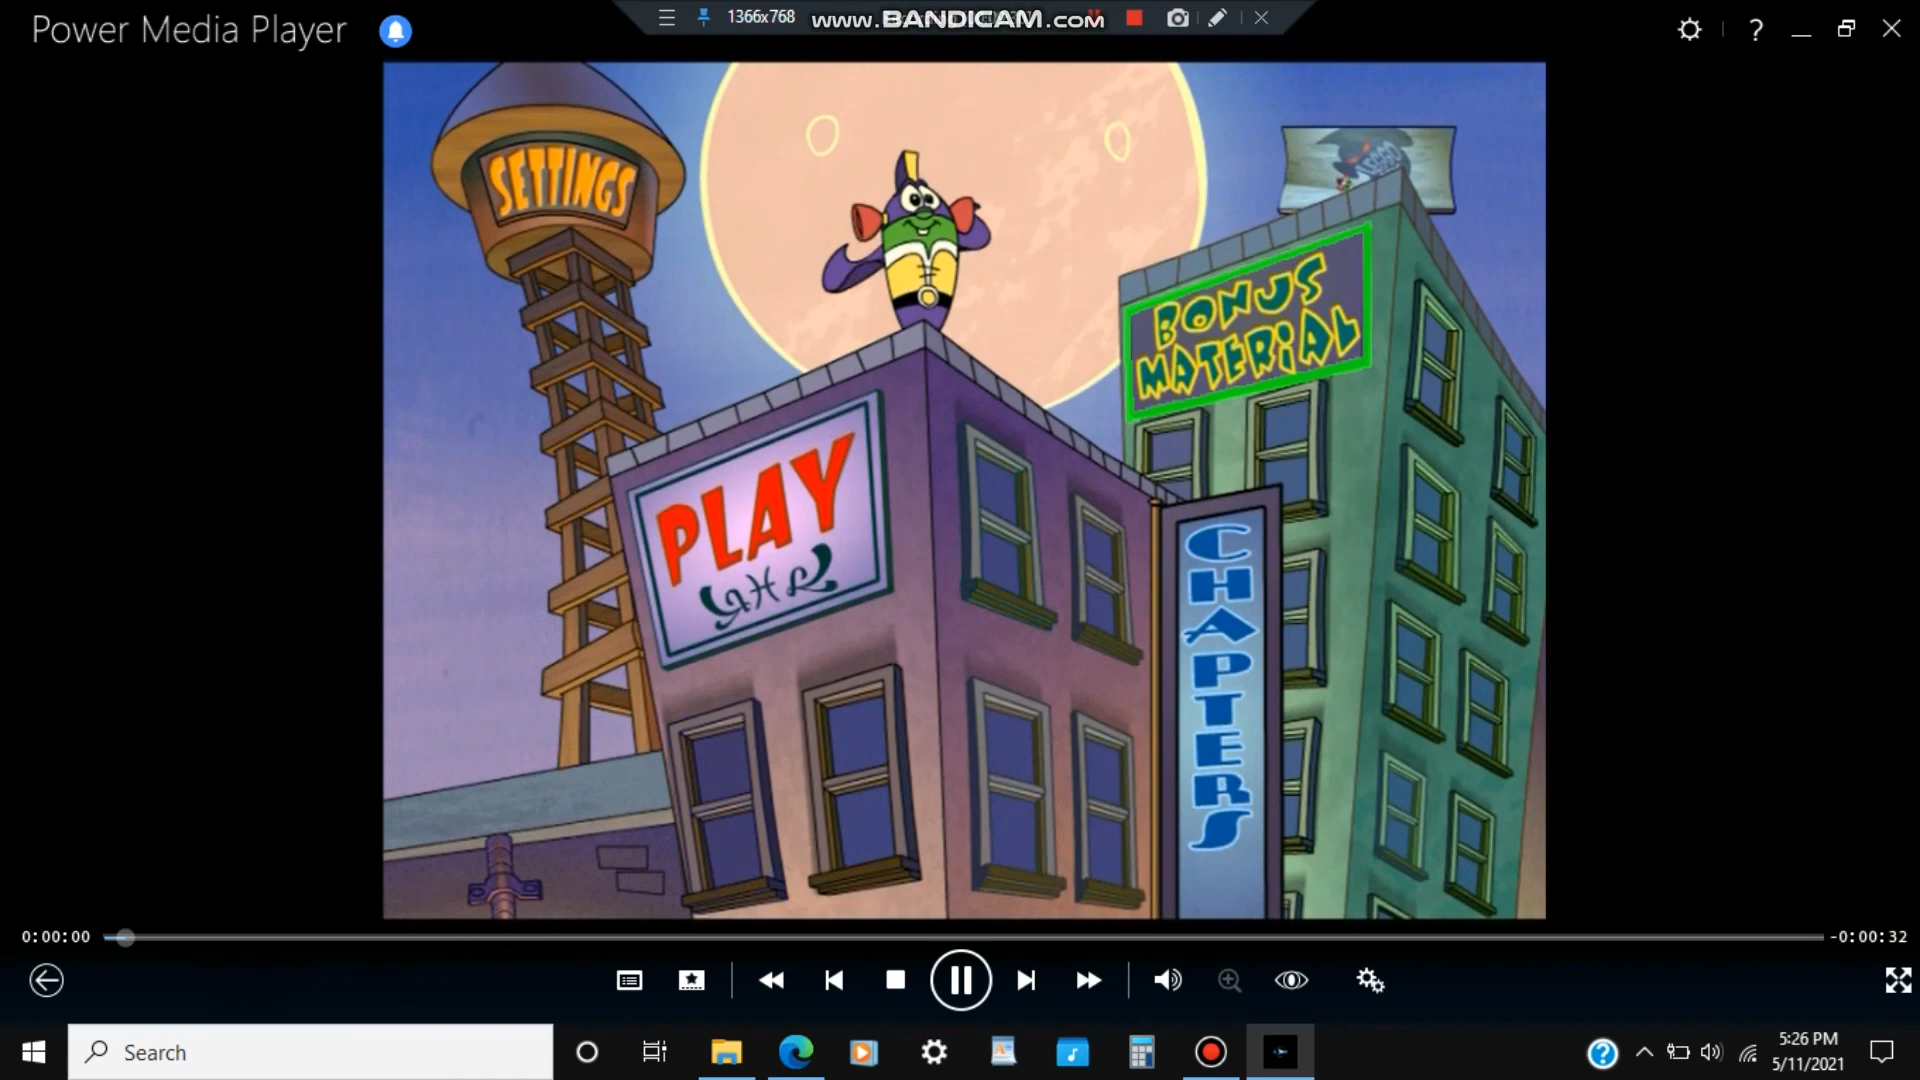 Power Media Player
1366x768
www.BANDICAM.com
SETTINGS
BONUS
MATERIAL
PLAY
CHAPTERS
0:00:00
-0:00:32
Search
5:26 PM
5/11/2021